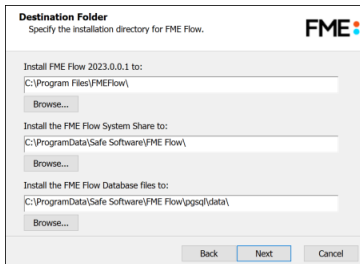 Destination Folder
Specify the installation directory for FME Flow.
FME
Install FME Flow 2023.0.0.1 to:
C:\Program Files\FMEFlow\
Browse...
Install the FME Flow System Share to:
C:\ProgramData\Safe Software\FME Flow\
Browse...
Install the FME Flow Database files to:
C:\ProgramData\Safe Software\FME Flow\pgsql\data\
Browse...
Back Next Cancel